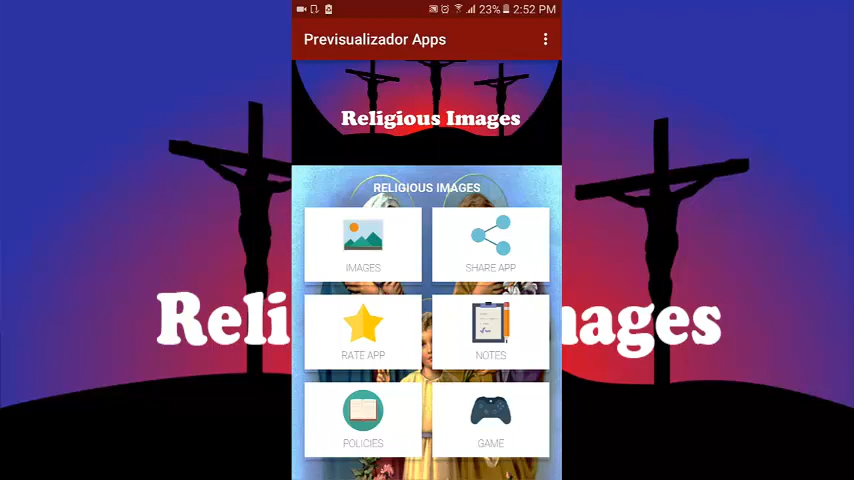 23% 2:52 PM
Previsualizador Apps
Religious Images
RELIGIOUS IMAGES
IMAGES
SHARE APP
Reli
mages
RATE APP
NOTES
POLICIES
GAME